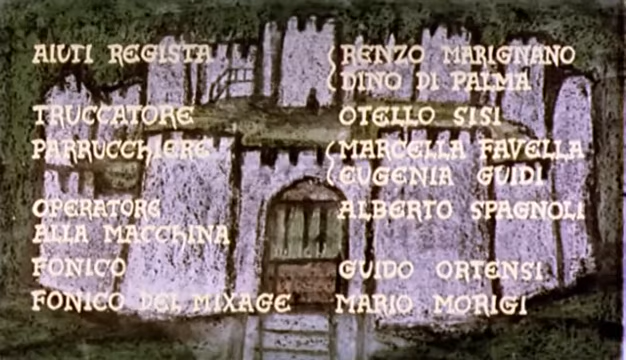 AIUTI REGISTA RENZO MARIGNANO
DINO DI PALMA
TRUCCATORE OTELLO SISI
PARRUCCHIERE MARCELLA FAVELLA
EUGENIA GUIDI
OPERATORE ALBERTO SPAGNOLI
ALLA MACCHINA
FONICO GUIDO ORTENSI
FONICO DEL MIXAGE MARIO MORIGI